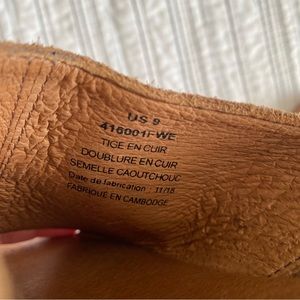 US 9
416001F-WE
TIGE EN CUIR
DOUBLURE EN CUIR
SEMELLE CAOUTCHOUC
Date de fabrication : 11/18
FABRIQUÉ EN CAMBODGE